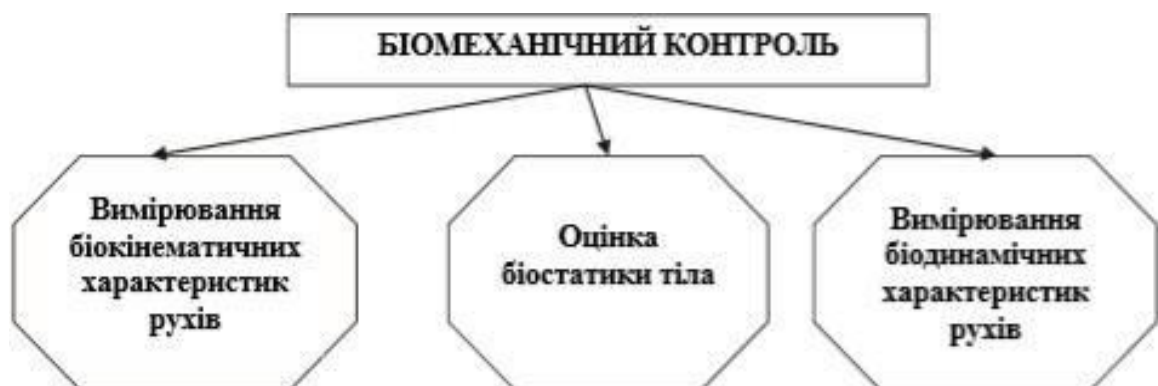 БІОМЕХАНІЧНИЙ КОНТРОЛЬ
Вимірювання
біокінематичних
характеристик
рухів
Оцінка
біостатики тіла
Вимірювання
біодинамічних
характеристик
рухів